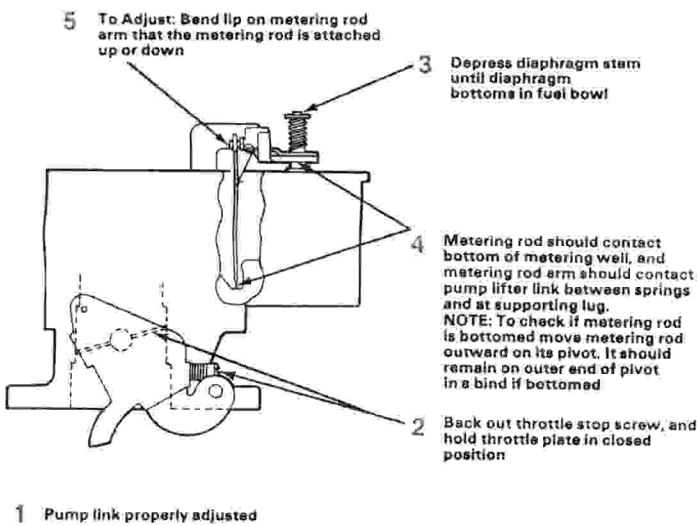 5 To Adjust: Bend lip on metering rod
arm that the metering rod is attached
up or down
3 Depress diaphragm stem
until diaphragm
bottoms in fuel bowl
4 Metering rod should contact
bottom of metering well, and
metering rod arm should contact
pump lifter link between springs
and at supporting lug.
NOTE: To check if metering rod
is bottomed move metering rod
outward on its pivot. It should
remain on outer end of pivot
in a bind if bottomed
2 Back out throttle stop screw, and
hold throttle plate in closed
position
1 Pump link properly adjusted